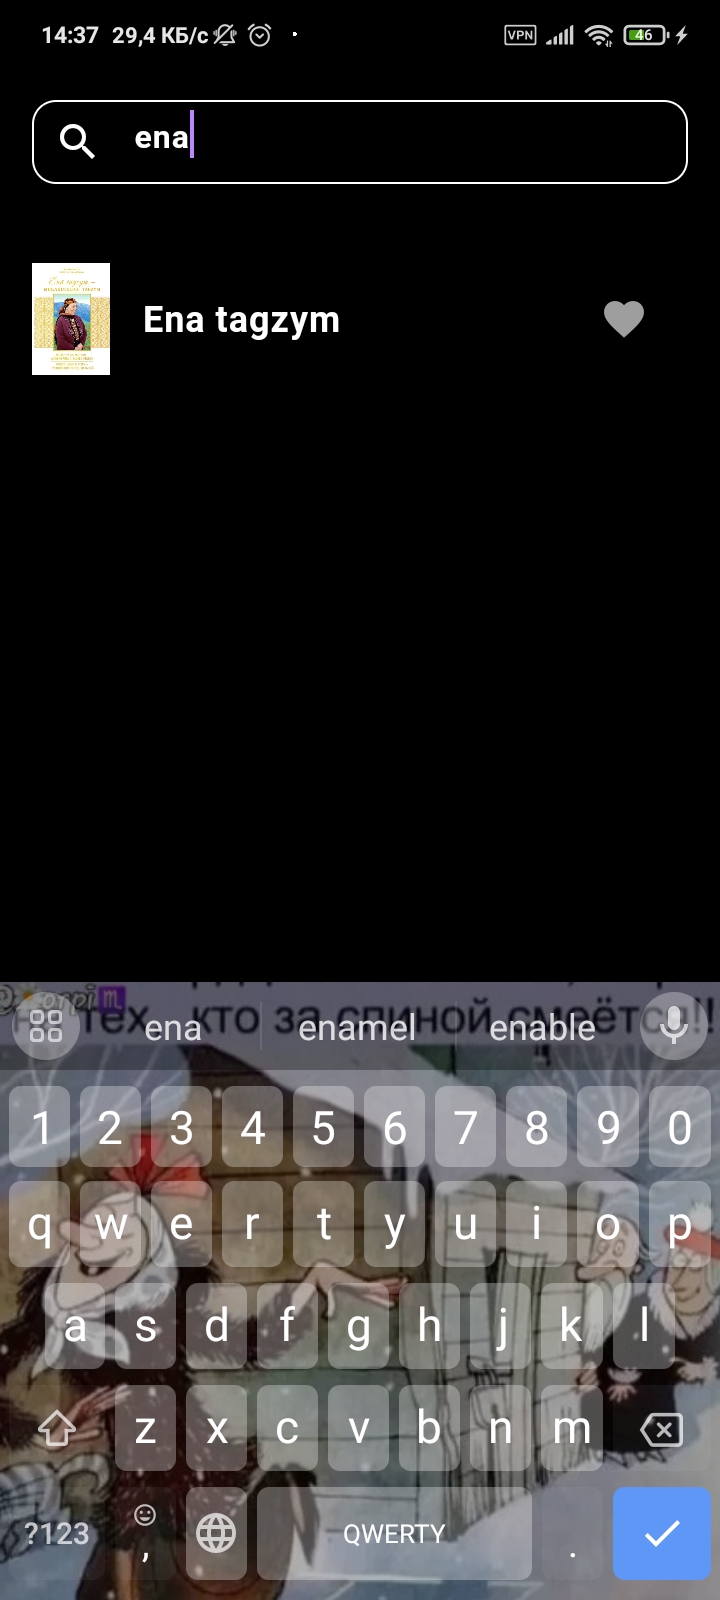 14:37 29,4 КБ/с VPN 46
ena
Ena tagzym
тех, кто за спиной смеётся!!
ena enamel enable
1 2 3 4 5 6 7 8 9 0
q w e r t y u i o p
a s d f g h j k l
z x c v b n m
?123 , QWERTY .